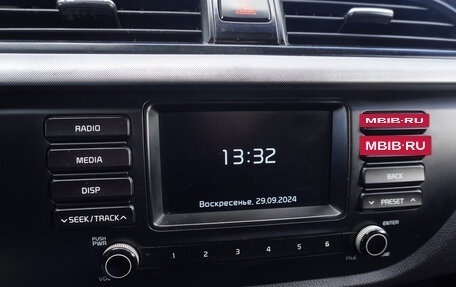 RADIO
MEDIA
DISP
SEEK/TRACK
PUSH
PWR
VOL
13:32
Воскресенье, 29.09.2024
1 2 3 4 5 6
MBIB·RU
MBIB·RU
BACK
PRESET
ENTER
FILE